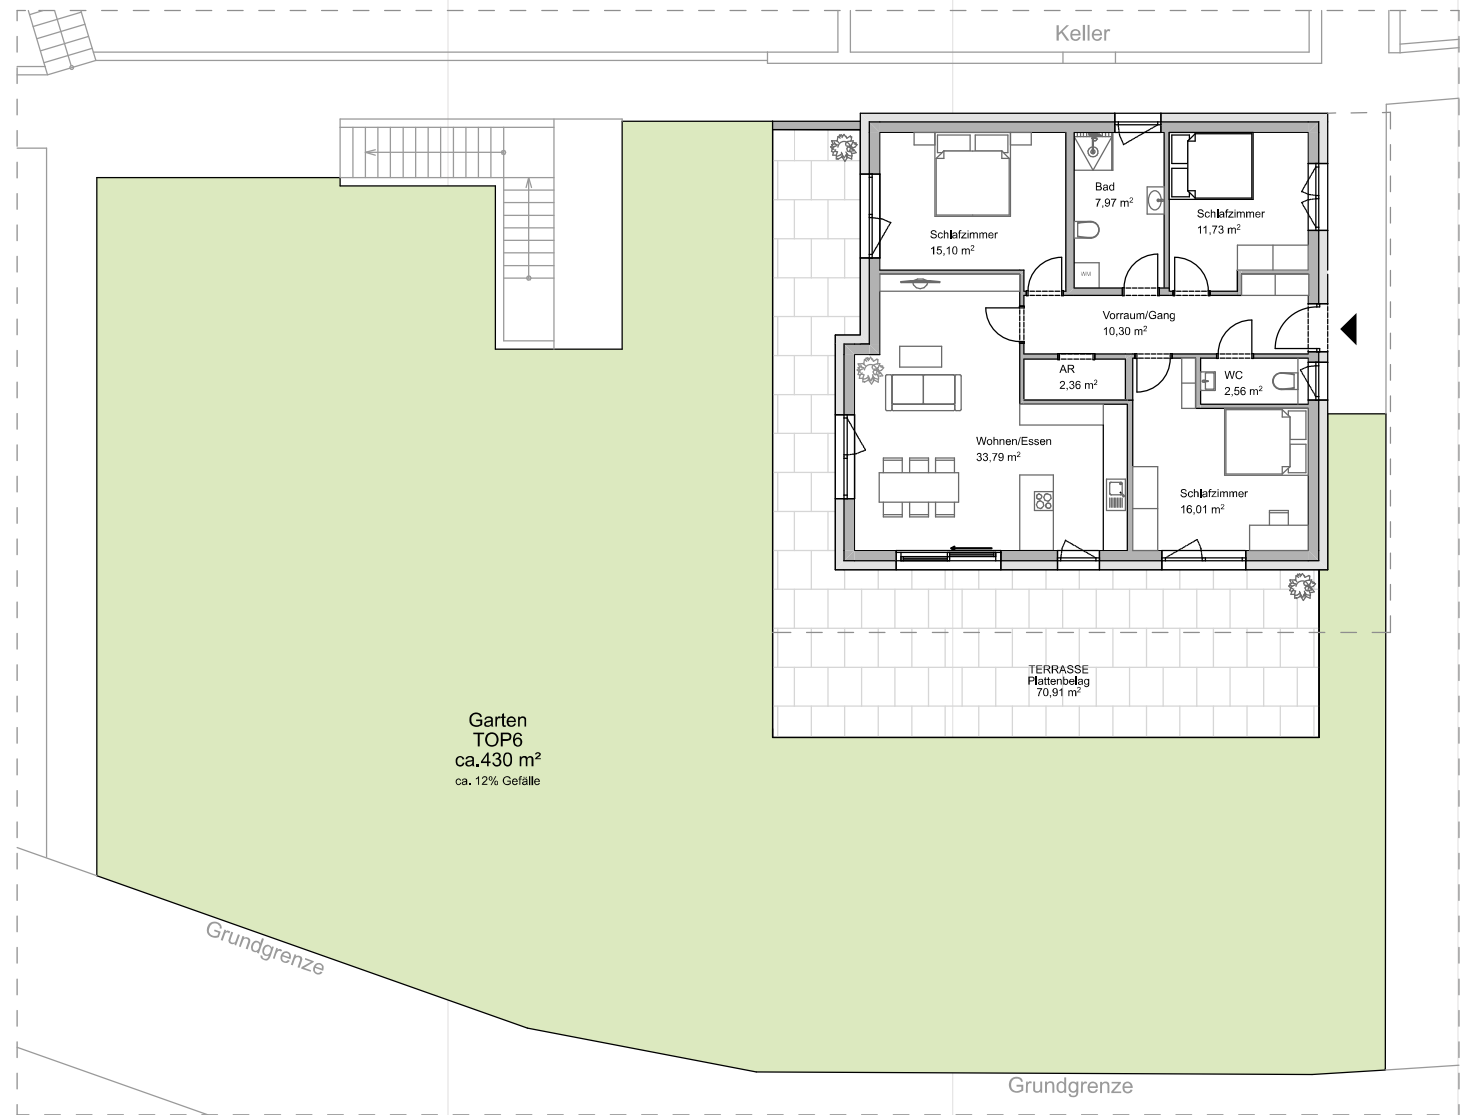 Keller
Bad
7,97 m²
Schlafzimmer
11,73 m²
Schlafzimmer
15,10 m²
WM
Vorraum/Gang
10,30 m²
AR
2,36 m²
WC
2,56 m²
Wohnen/Essen
33,79 m²
Schlafzimmer
16,01 m²
TERRASSE
Plattenbelag
70,91 m²
Garten
TOP6
ca.430 m²
ca. 12% Gefälle
Grundgrenze
Grundgrenze